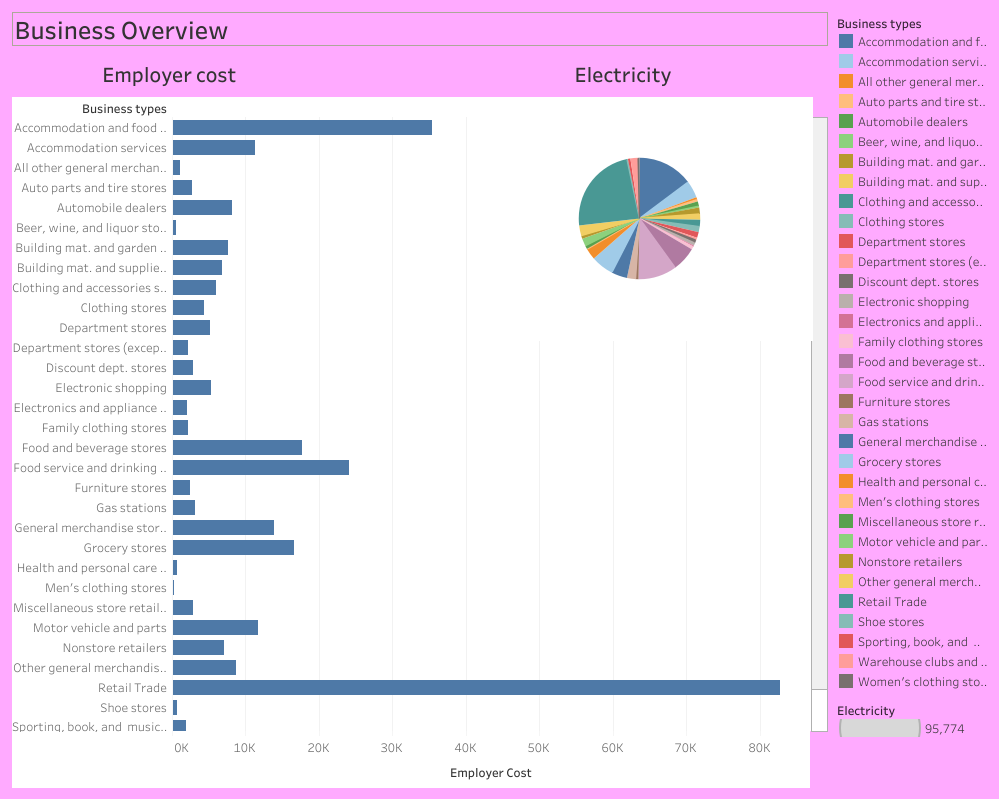 Business Overview
Employer cost
Electricity
Business types
Accommodation and food ..
Accommodation services
All other general merchan..
Auto parts and tire stores
Automobile dealers
Beer, wine, and liquor sto..
Building mat. and garden ..
Building mat. and supplie..
Clothing and accessories s..
Clothing stores
Department stores
Department stores (excep..
Discount dept. stores
Electronic shopping
Electronics and appliance ..
Family clothing stores
Food and beverage stores
Food service and drinking ..
Furniture stores
Gas stations
General merchandise stor..
Grocery stores
Health and personal care ..
Men's clothing stores
Miscellaneous store retail..
Motor vehicle and parts
Nonstore retailers
Other general merchandis..
Retail Trade
Shoe stores
Sporting, book, and music..
0K 10K 20K 30K 40K 50K 60K 70K 80K
Employer Cost
Business types
Accommodation and f..
Accommodation servi..
All other general mer..
Auto parts and tire st..
Automobile dealers
Beer, wine, and liquo..
Building mat. and gar..
Building mat. and sup..
Clothing and accesso..
Clothing stores
Department stores
Department stores (e..
Discount dept. stores
Electronic shopping
Electronics and appli..
Family clothing stores
Food and beverage st..
Food service and drin..
Furniture stores
Gas stations
General merchandise ..
Grocery stores
Health and personal c..
Men's clothing stores
Miscellaneous store r..
Motor vehicle and par..
Nonstore retailers
Other general merch..
Retail Trade
Shoe stores
Sporting, book, and ..
Warehouse clubs and ..
Women's clothing sto..
Electricity
95,774